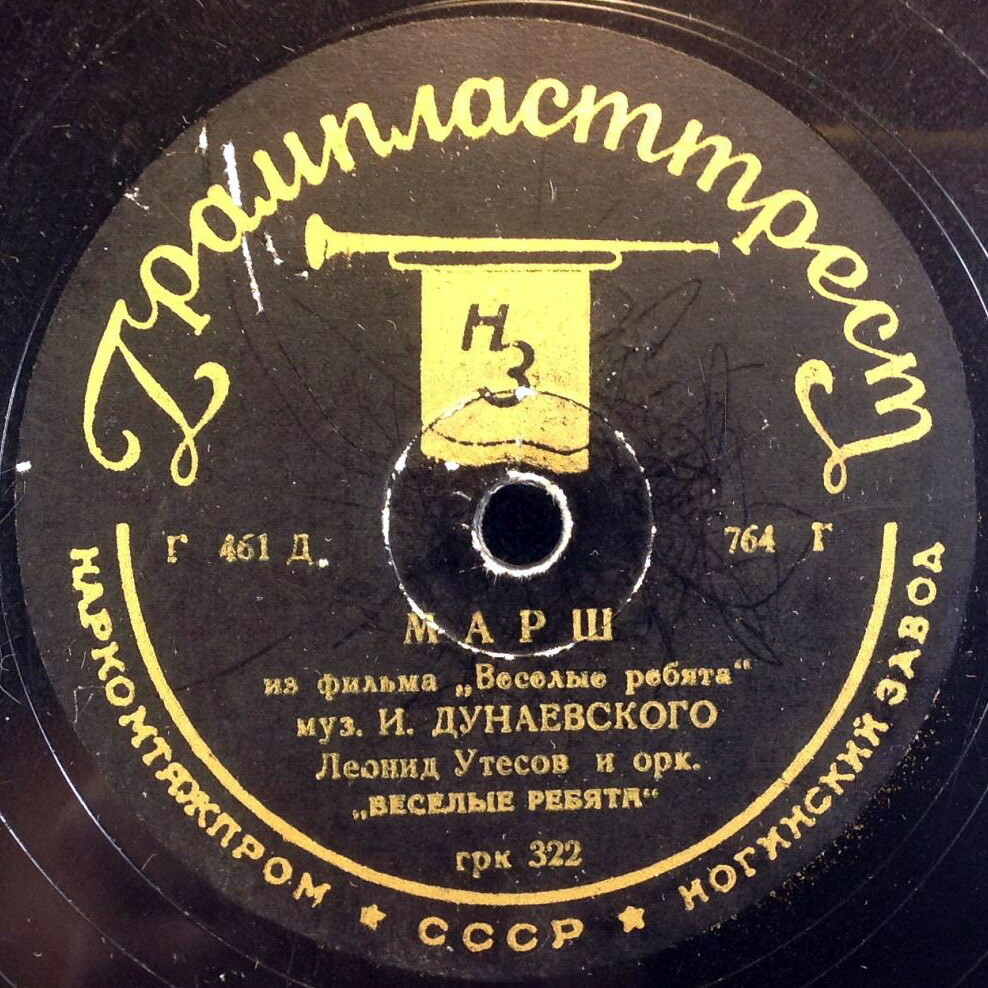 Грампласттрест
НЗ
Г 461 Д.
764 Г
МАРШ
из фильма „Веселые ребята“
муз. И. ДУНАЕВСКОГО
Леонид Утесов и орк.
„ВЕСЕЛЫЕ РЕБЯТА“
грк 322
НАРКОМТЯЖПРОМ ★ СССР ★ НОГИНСКИЙ ЗАВОД